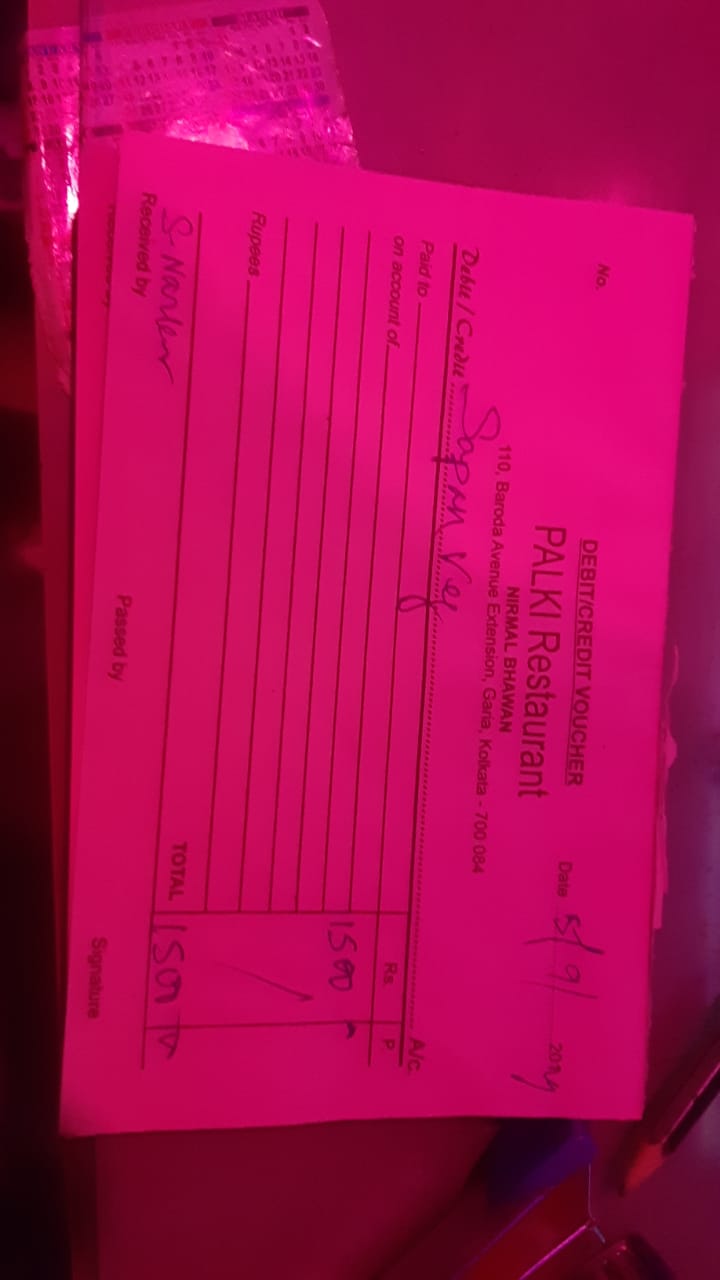 DEBIT/CREDIT VOUCHER
No.
PALKI Restaurant
Date 5/9/ 2024
NIRMAL BHAWAN
110, Baroda Avenue Extension, Garia, Kolkata - 700 084
Debit / Credit Sapan Veg A/c.
Paid to
on account of Rs. P.
1500
Rupees
TOTAL 1500
Received by Passed by Signature